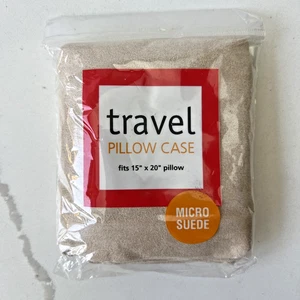 travel
PILLOW CASE
fits 15" x 20" pillow
MICRO
SUEDE